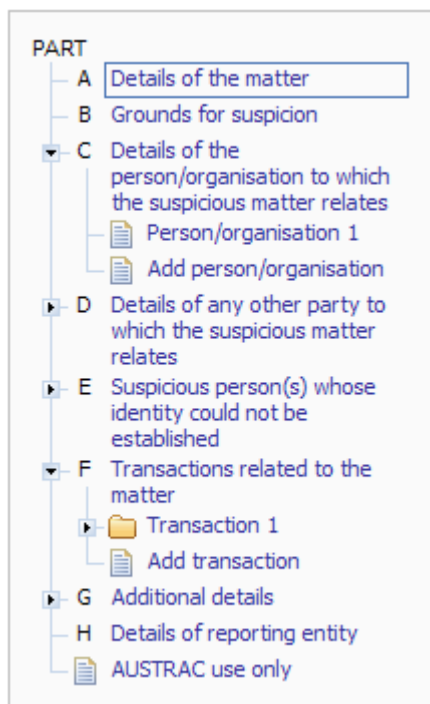 PART
A Details of the matter
B Grounds for suspicion
C Details of the
person/organisation to which
the suspicious matter relates
Person/organisation 1
Add person/organisation
D Details of any other party to
which the suspicious matter
relates
E Suspicious person(s) whose
identity could not be
established
F Transactions related to the
matter
Transaction 1
Add transaction
G Additional details
H Details of reporting entity
AUSTRAC use only